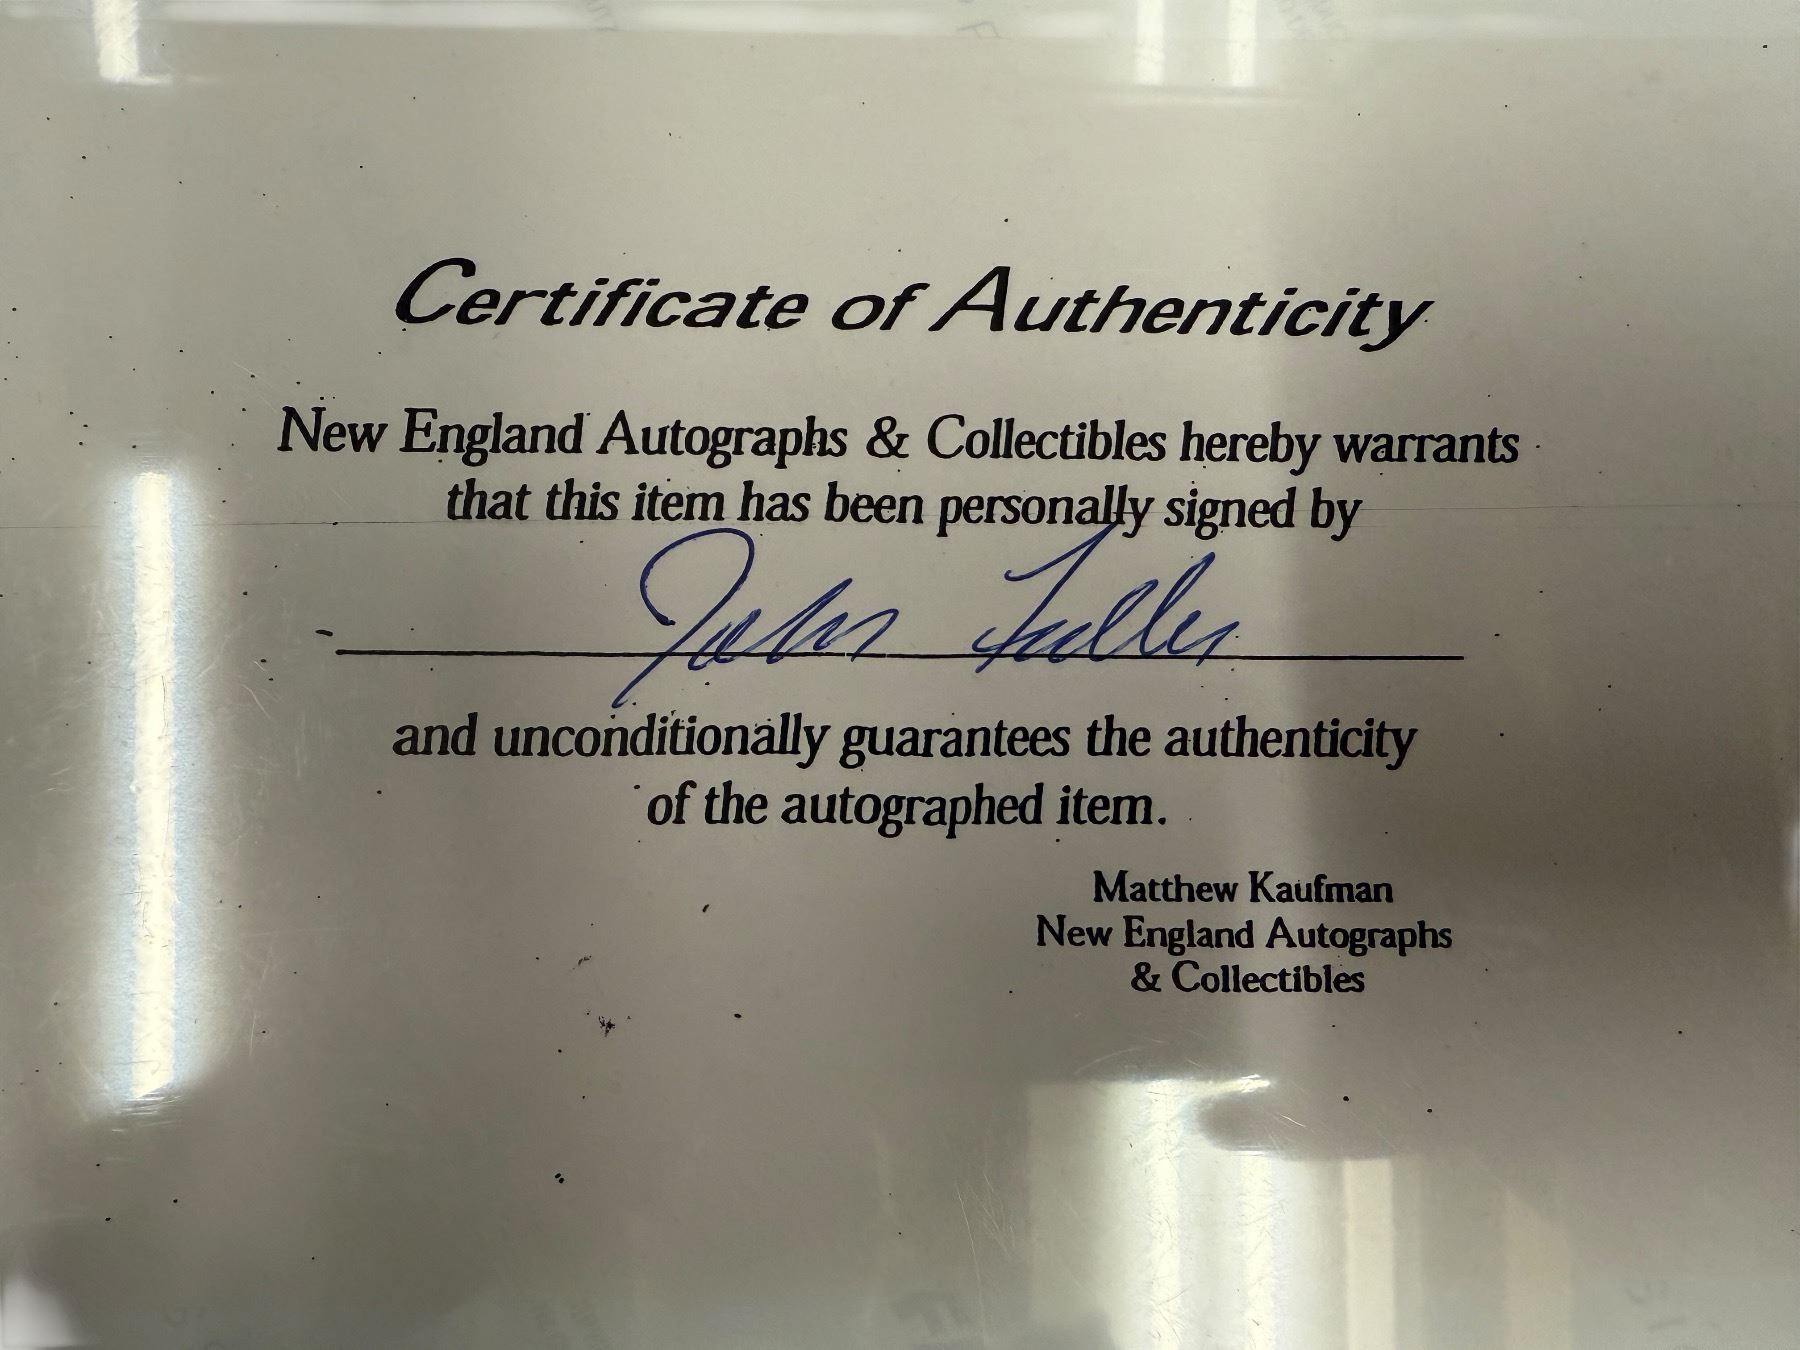 Certificate of Authenticity
New England Autographs & Collectibles hereby warrants
that this item has been personally signed by
John
and unconditionally guarantees the authenticity
of the autographed item.
Matthew Kaufman
New England Autographs
& Collectibles